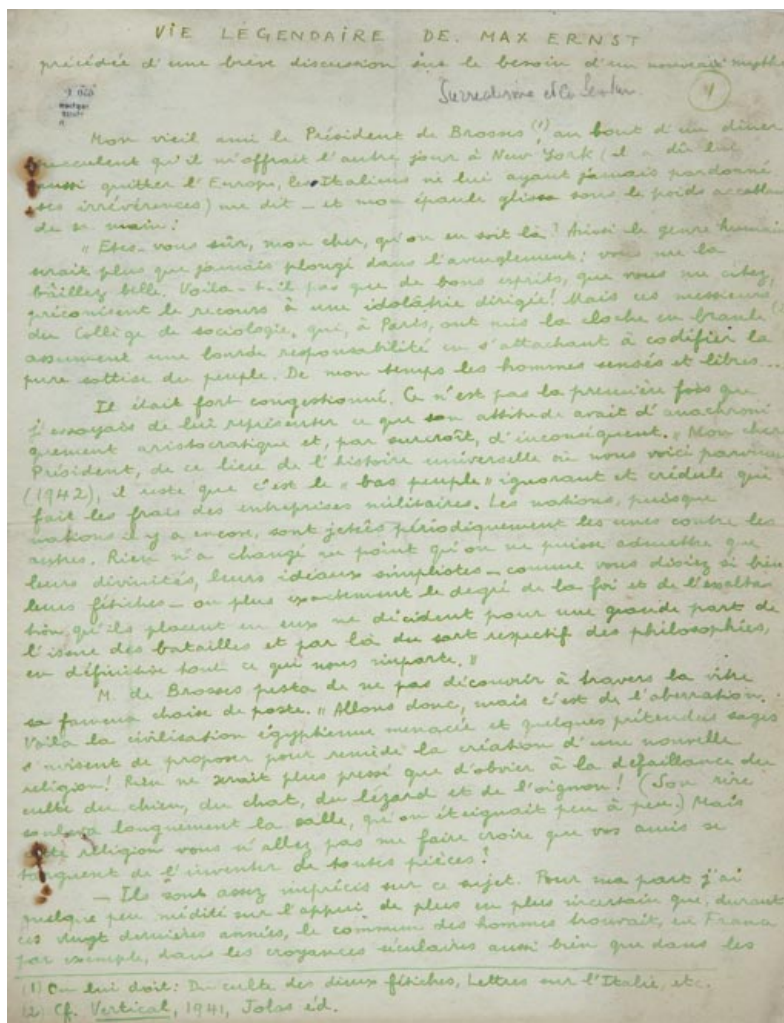 VIE LÉGENDAIRE DE MAX ERNST
précédée d'une brève discussion sur le besoin d'un nouveau mythe
Surréalisme et la
1
Mon vieil ami le Président de Brosses (1), au bout d'un dîner
succulent qu'il m'offrait l'autre jour à New York (il a dû lui
aussi quitter l'Europe, les Italiens ne lui ayant jamais pardonné
ses irrévérences) me dit — et mon épaule glissa sous le poids accablant
de sa main :
« Êtes-vous sûr, mon cher, qu'on en soit là ? Ainsi le genre humain
serait plus que jamais plongé dans l'aveuglement : vous me la
bâillez belle. Voilà-t-il pas que de bons esprits, que vous me citez,
préconisent le recours à une idolâtrie dirigée ! Mais ces messieurs
du Collège de sociologie, qui, à Paris, ont mis la cloche en branle (2)
assument une lourde responsabilité en s'attachant à codifier la
pure sottise du peuple. De mon temps les hommes sensés et libres...
Il était fort congestionné. Ce n'est pas la première fois que
j'essayais de lui représenter ce que son attitude avait d'anachroni
quement aristocratique et, par surcroît, d'inconséquent. « Mon cher
Président, de ce lieu de l'histoire universelle où nous voici parvenus
(1942), il reste que c'est le « bas peuple » ignorant et crédule qui
fait les frais des entreprises militaires. Les nations, puisque
nations il y a encore, sont jetées périodiquement les unes contre les
autres. Rien n'a changé au point qu'on ne puisse admettre que
leurs divinités, leurs idéaux simplistes — comme vous disiez si bien
leurs fétiches — ou plus exactement le degré de la foi et de l'exalta
tion qu'ils placent en eux ne décident pour une grande part de
l'issue des batailles et par là du sort respectif des philosophies,
en définitive tout ce qui nous importe. »
M. de Brosses pesta de ne pas découvrir à travers la vitre
sa fameuse chaise de poste. « Allons donc, mais c'est de l'aberration.
Voilà la civilisation égyptienne menacée et quelques prétendus sages
s'avisent de proposer pour remède la création d'une nouvelle
religion ! Rien ne serait plus pressé que d'obvier à la défaillance du
culte du chien, du chat, du lézard et de l'oignon ! (Son rire
souleva longuement la salle, qu'on éteignait peu à peu.) Mais
cette religion vous n'allez pas me faire croire que vos amis se
targuent de l'inventer de toutes pièces !
— Ils sont assez imprécis sur ce sujet. Pour ma part j'ai
quelque peu médité sur l'appui de plus en plus incertain que, durant
ces vingt dernières années, le commun des hommes trouvait, en France
par exemple, dans les croyances séculaires aussi bien que dans les
(1) On lui doit : Du culte des dieux fétiches, Lettres sur l'Italie, etc.
(2) Cf. Vertical, 1941, Jolas éd.